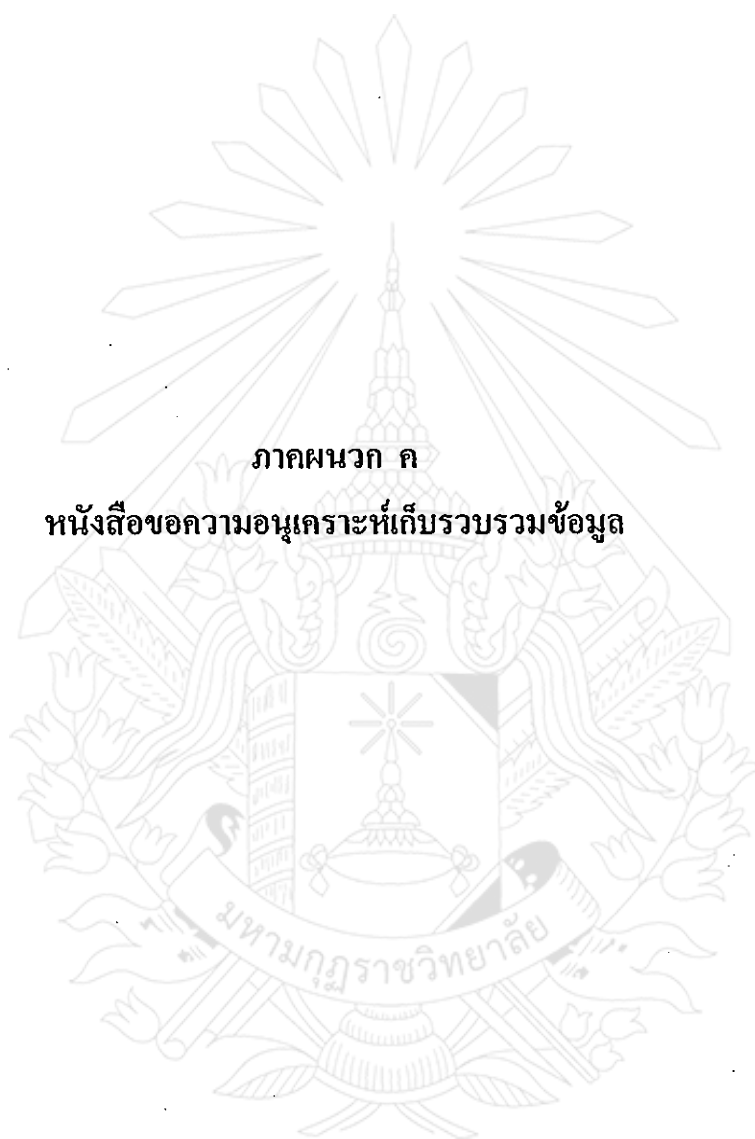 ภาคผนวก ค
หนังสือขอความอนุเคราะห์เก็บรวบรวมข้อมูล
มหามกุฏราชวิทยาลัย